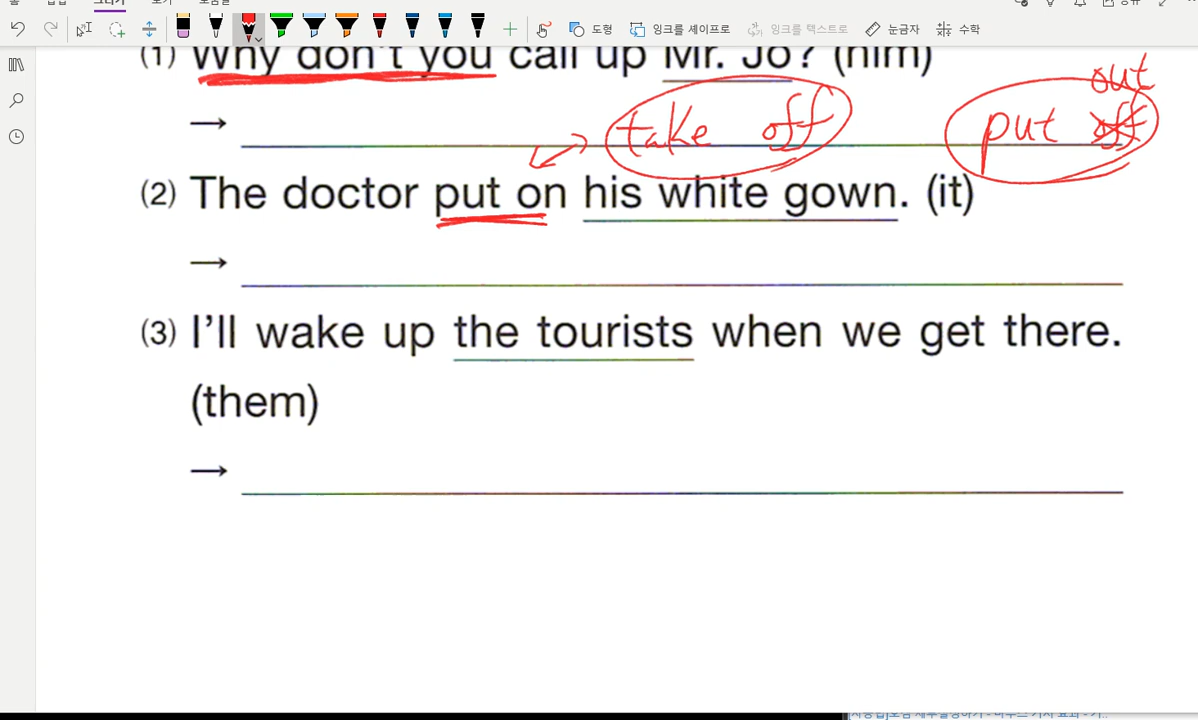 도형 잉크를 셰이프로 잉크를 텍스트로 눈금자 수학
(1) Why don't you call up Mr. Jo? (him)
out
→ take off put off
(2) The doctor put on his white gown. (it)
→
(3) I'll wake up the tourists when we get there.
(them)
→